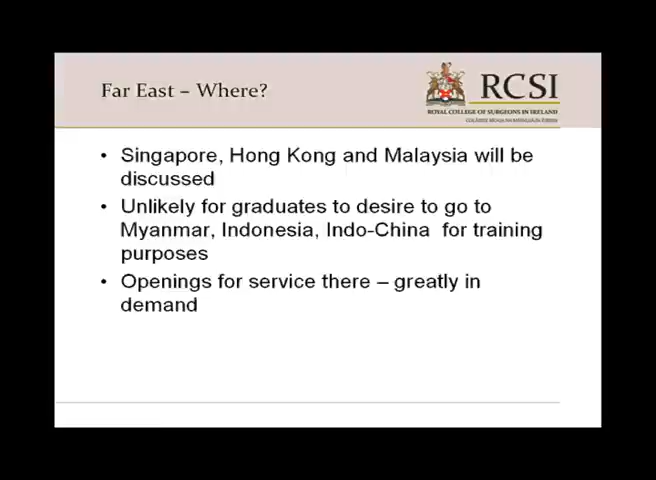 Far East – Where?
RCSI
ROYAL COLLEGE OF SURGEONS IN IRELAND
• Singapore, Hong Kong and Malaysia will be
discussed
• Unlikely for graduates to desire to go to
Myanmar, Indonesia, Indo-China for training
purposes
• Openings for service there – greatly in
demand